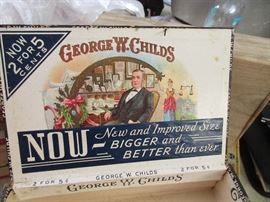 NOW
2 FOR 5
CENTS
GEORGE W. CHILDS
NOW-
New and Improved Size
BIGGER and
BETTER than ever
2 FOR 5¢
GEORGE W. CHILDS
2 FOR 5¢
GEORGE W. CHILDS